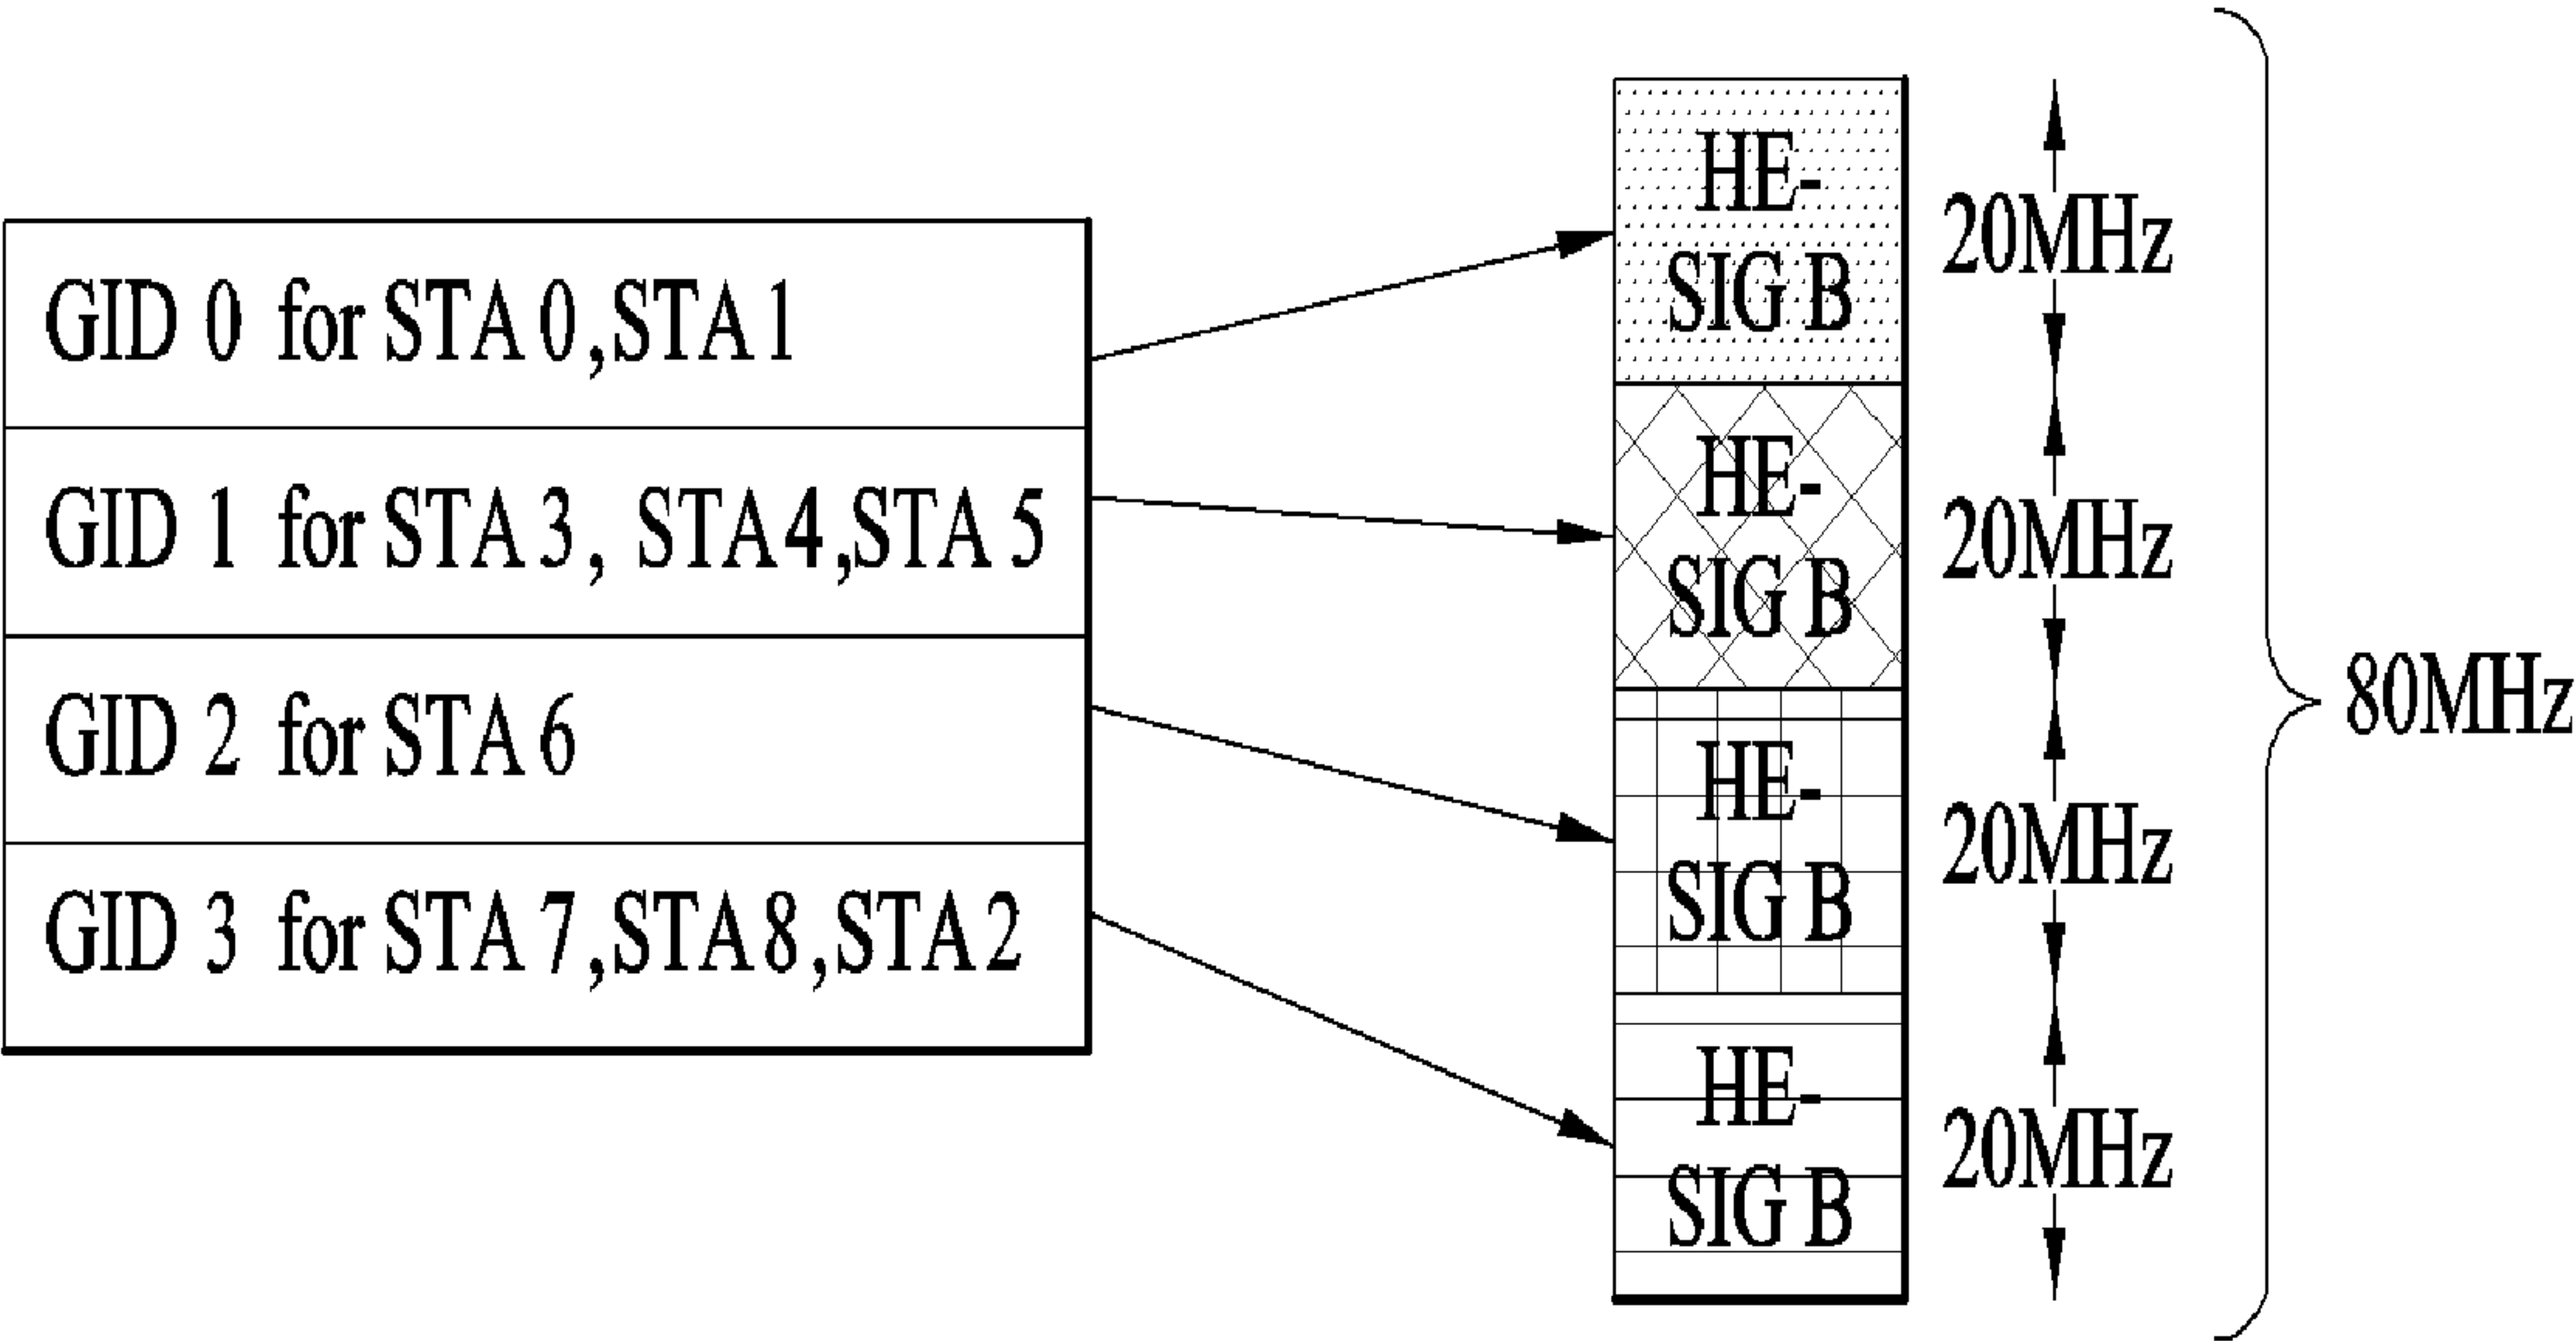 GID 0 for STA 0,STA 1
GID 1 for STA 3, STA 4,STA 5
GID 2 for STA 6
GID 3 for STA 7,STA 8,STA 2
HE-
SIG B
20MHz
HE-
SIG B
20MHz
HE-
SIG B
20MHz
HE-
SIG B
20MHz
80MHz